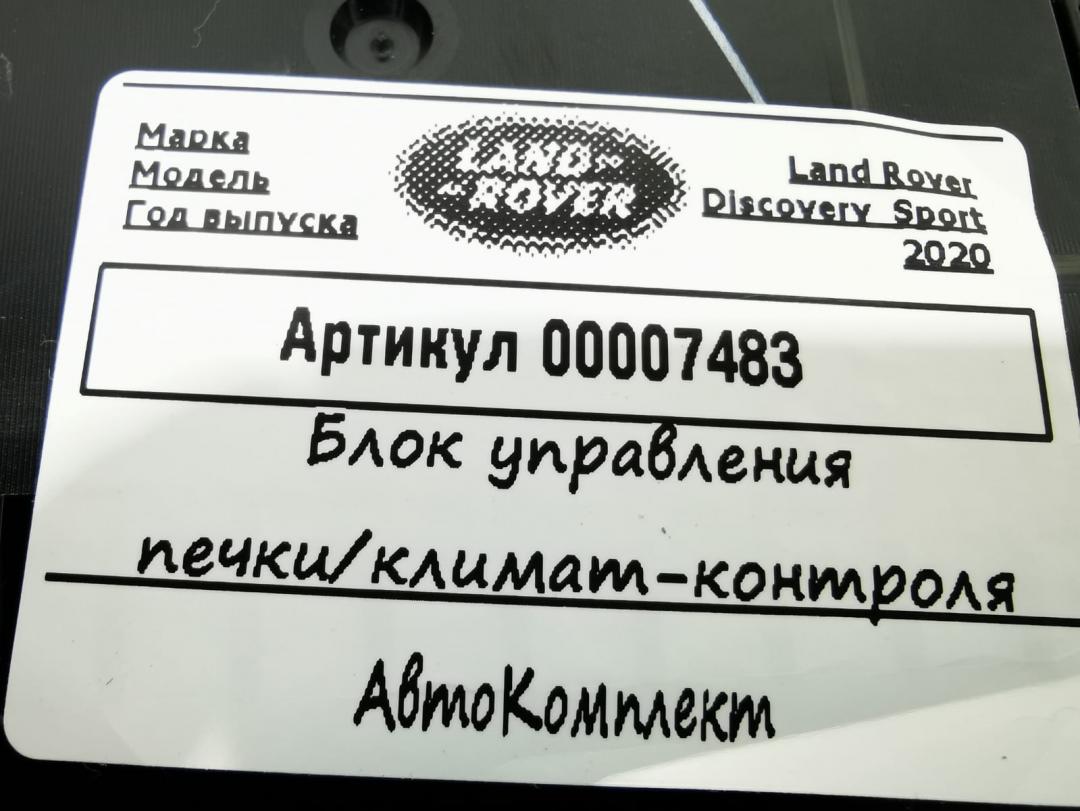 Марка
Модель
Год выпуска
LAND-
-ROVER
Land Rover
Discovery Sport
2020
Артикул 00007483
Блок управления
печки/климат-контроля
АвтоКомплект